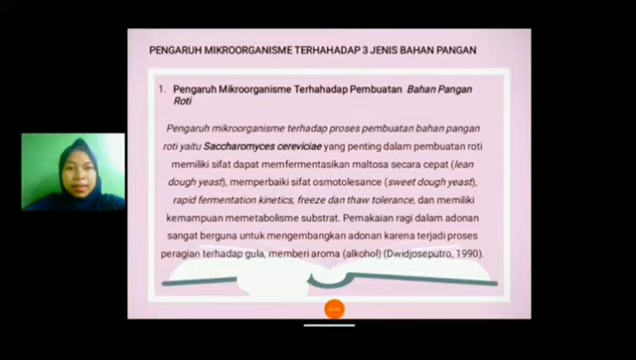 PENGARUH MIKROORGANISME TERHAHADAP 3 JENIS BAHAN PANGAN
1. Pengaruh Mikroorganisme Terhahadap Pembuatan Bahan Pangan
Roti
Pengaruh mikroorganisme terhadap proses pembuatan bahan pangan
roti yaitu Saccharomyces cereviciae yang penting dalam pembuatan roti
memiliki sifat dapat memfermentasikan maltosa secara cepat (lean
dough yeast), memperbaiki sifat osmotolesance (sweet dough yeast),
rapid fermentation kinetics, freeze dan thaw tolerance, dan memiliki
kemampuan memetabolisme substrat. Pemakaian ragi dalam adonan
sangat berguna untuk mengembangkan adonan karena terjadi proses
peragian terhadap gula, memberi aroma (alkohol) (Dwidjoseputro, 1990).